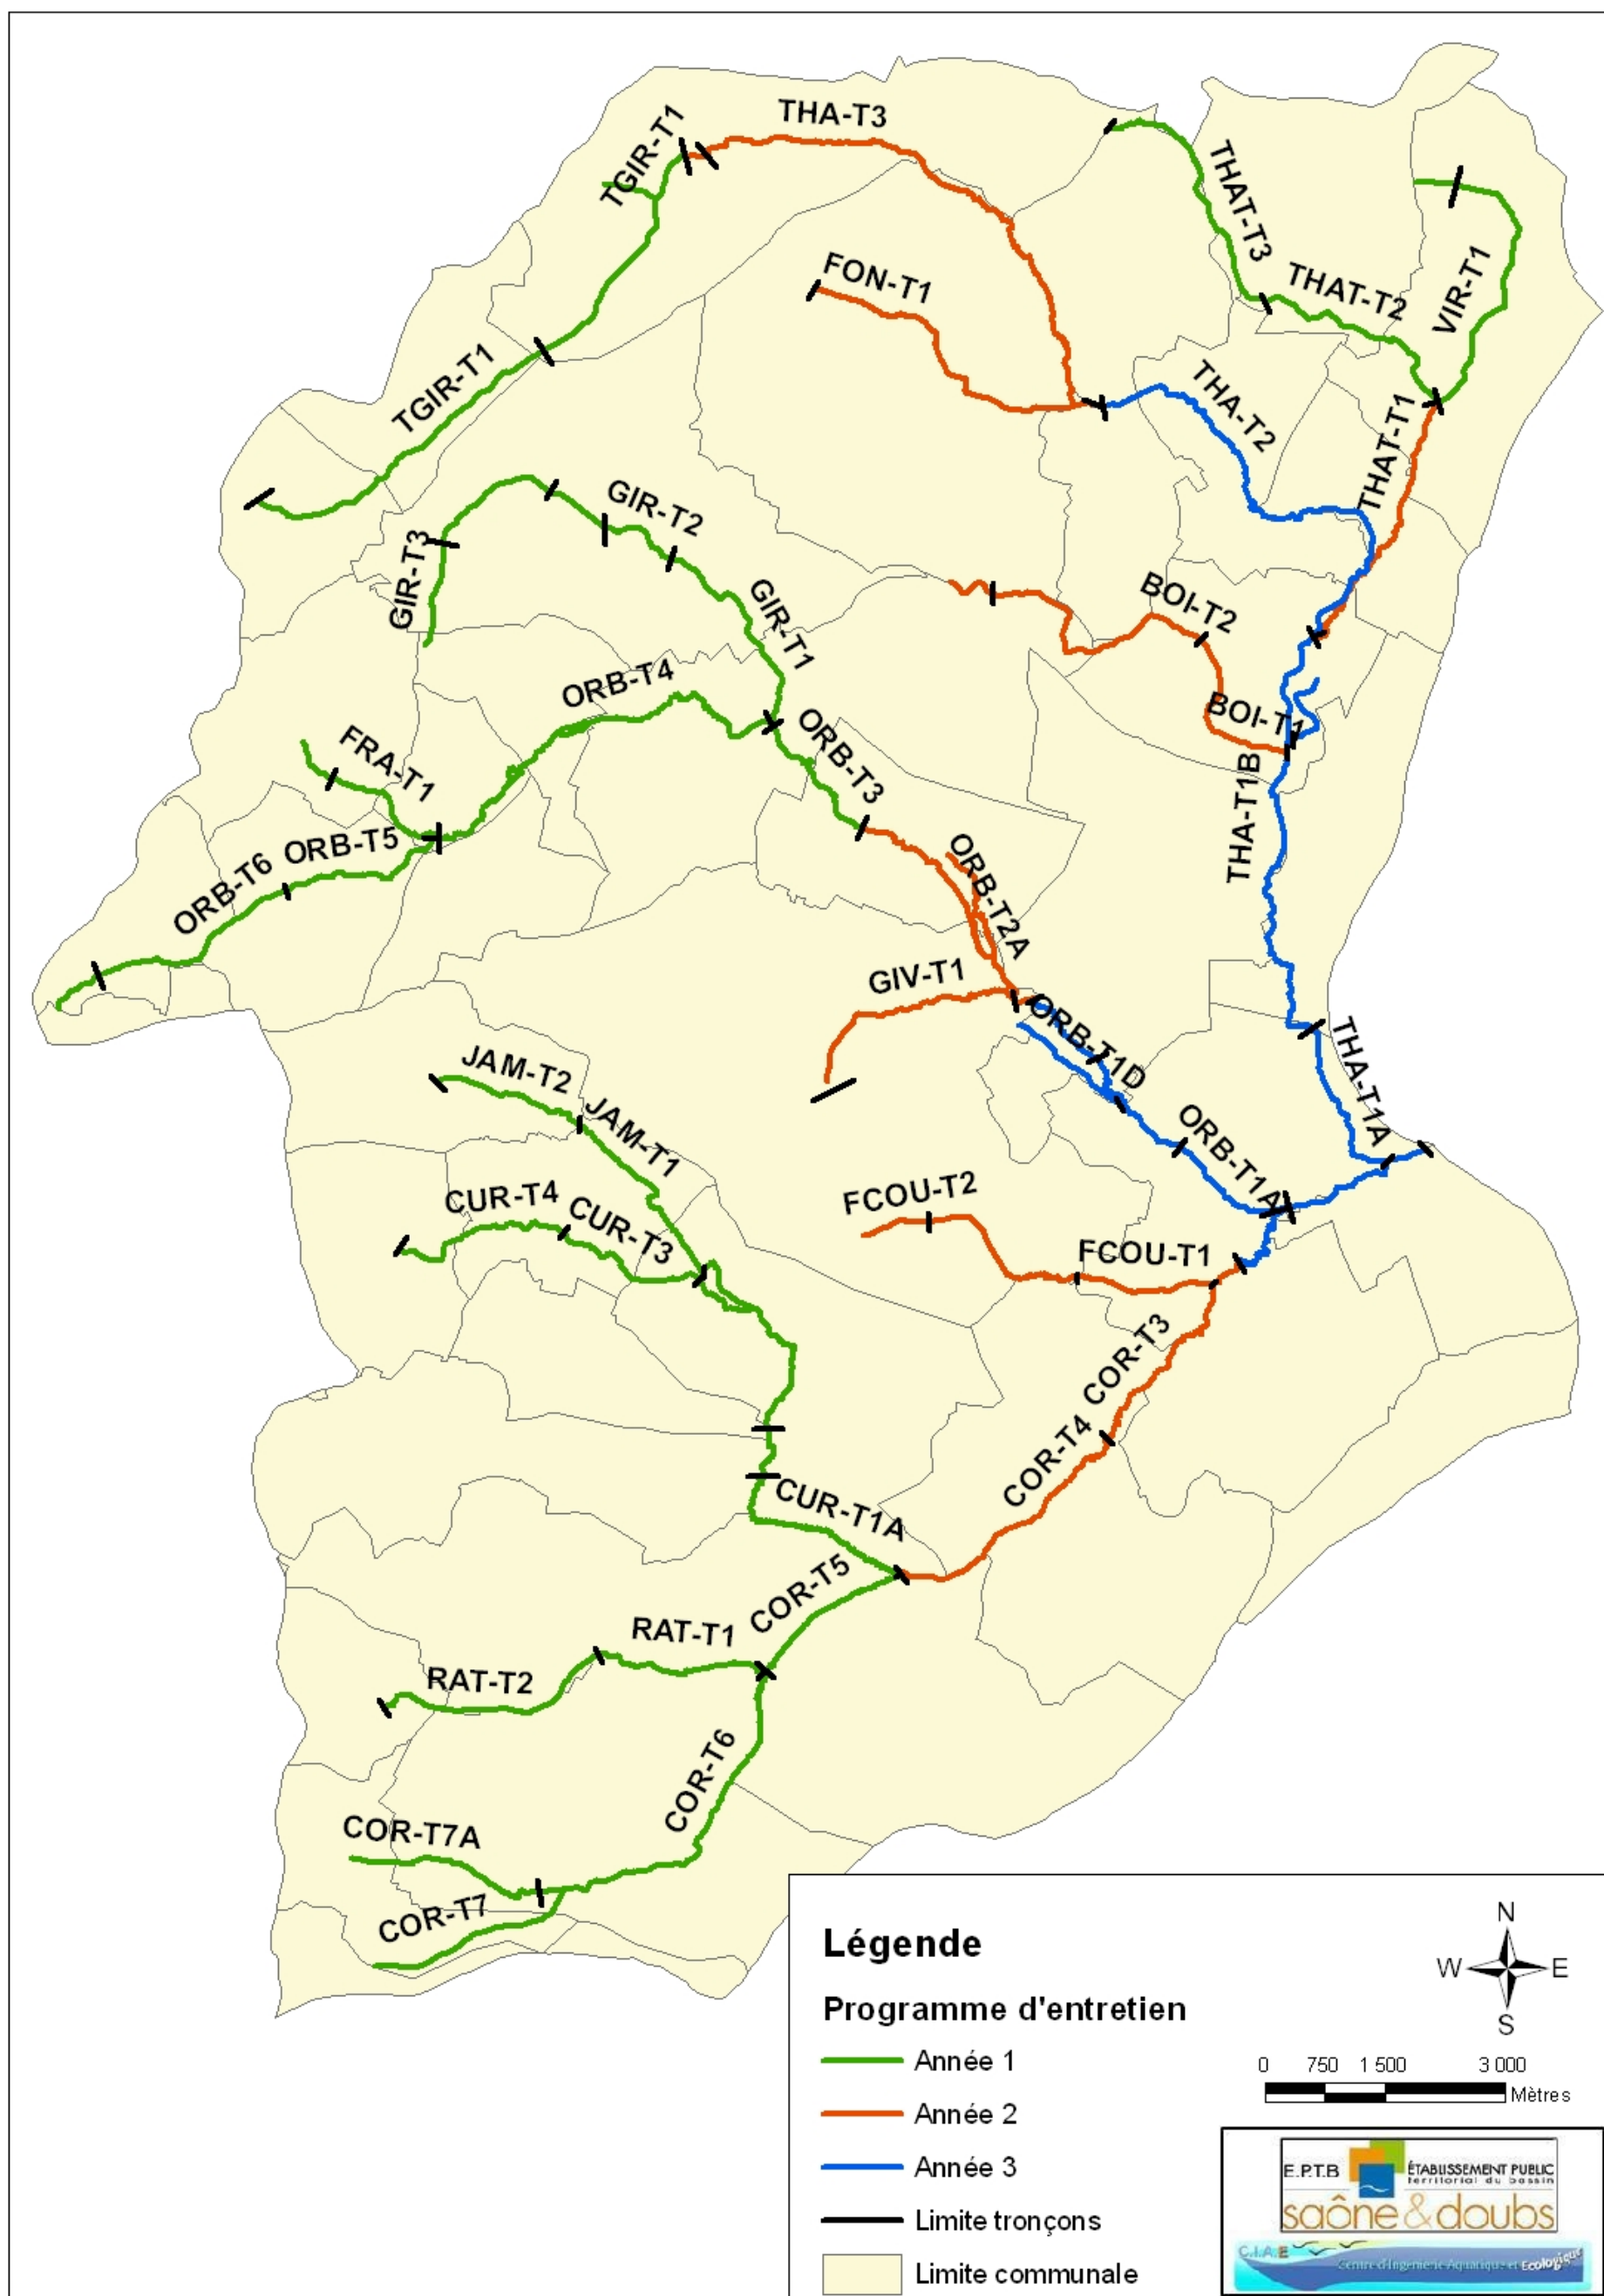 THA-T3
TGIR-T1
THAT-T3
FON-T1
THAT-T2
VIR-T1
TGIR-T1
THA-T2
THAT-T1
GIR-T2
GIR-T3
BOI-T2
GIR-T1
ORB-T4
BOI-T1
ORB-T3
FRA-T1
THA-T1B
ORB-T5
ORB-T6
ORB-T2A
GIV-T1
ORB-T1D
THA-T1A
JAM-T2
JAM-T1
ORB-T1A
CUR-T4
CUR-T3
FCOU-T2
FCOU-T1
COR-T3
COR-T4
CUR-T1A
COR-T5
RAT-T1
RAT-T2
COR-T6
COR-T7A
COR-T7
Légende
Programme d'entretien
Année 1
Année 2
Année 3
Limite tronçons
Limite communale
N
W E
S
0 750 1 500 3 000
Mètres
E.P.T.B ÉTABLISSEMENT PUBLIC
territorial du bassin
saône & doubs
C.I.A.E
Centre d'Ingénierie Aquatique et Ecologique